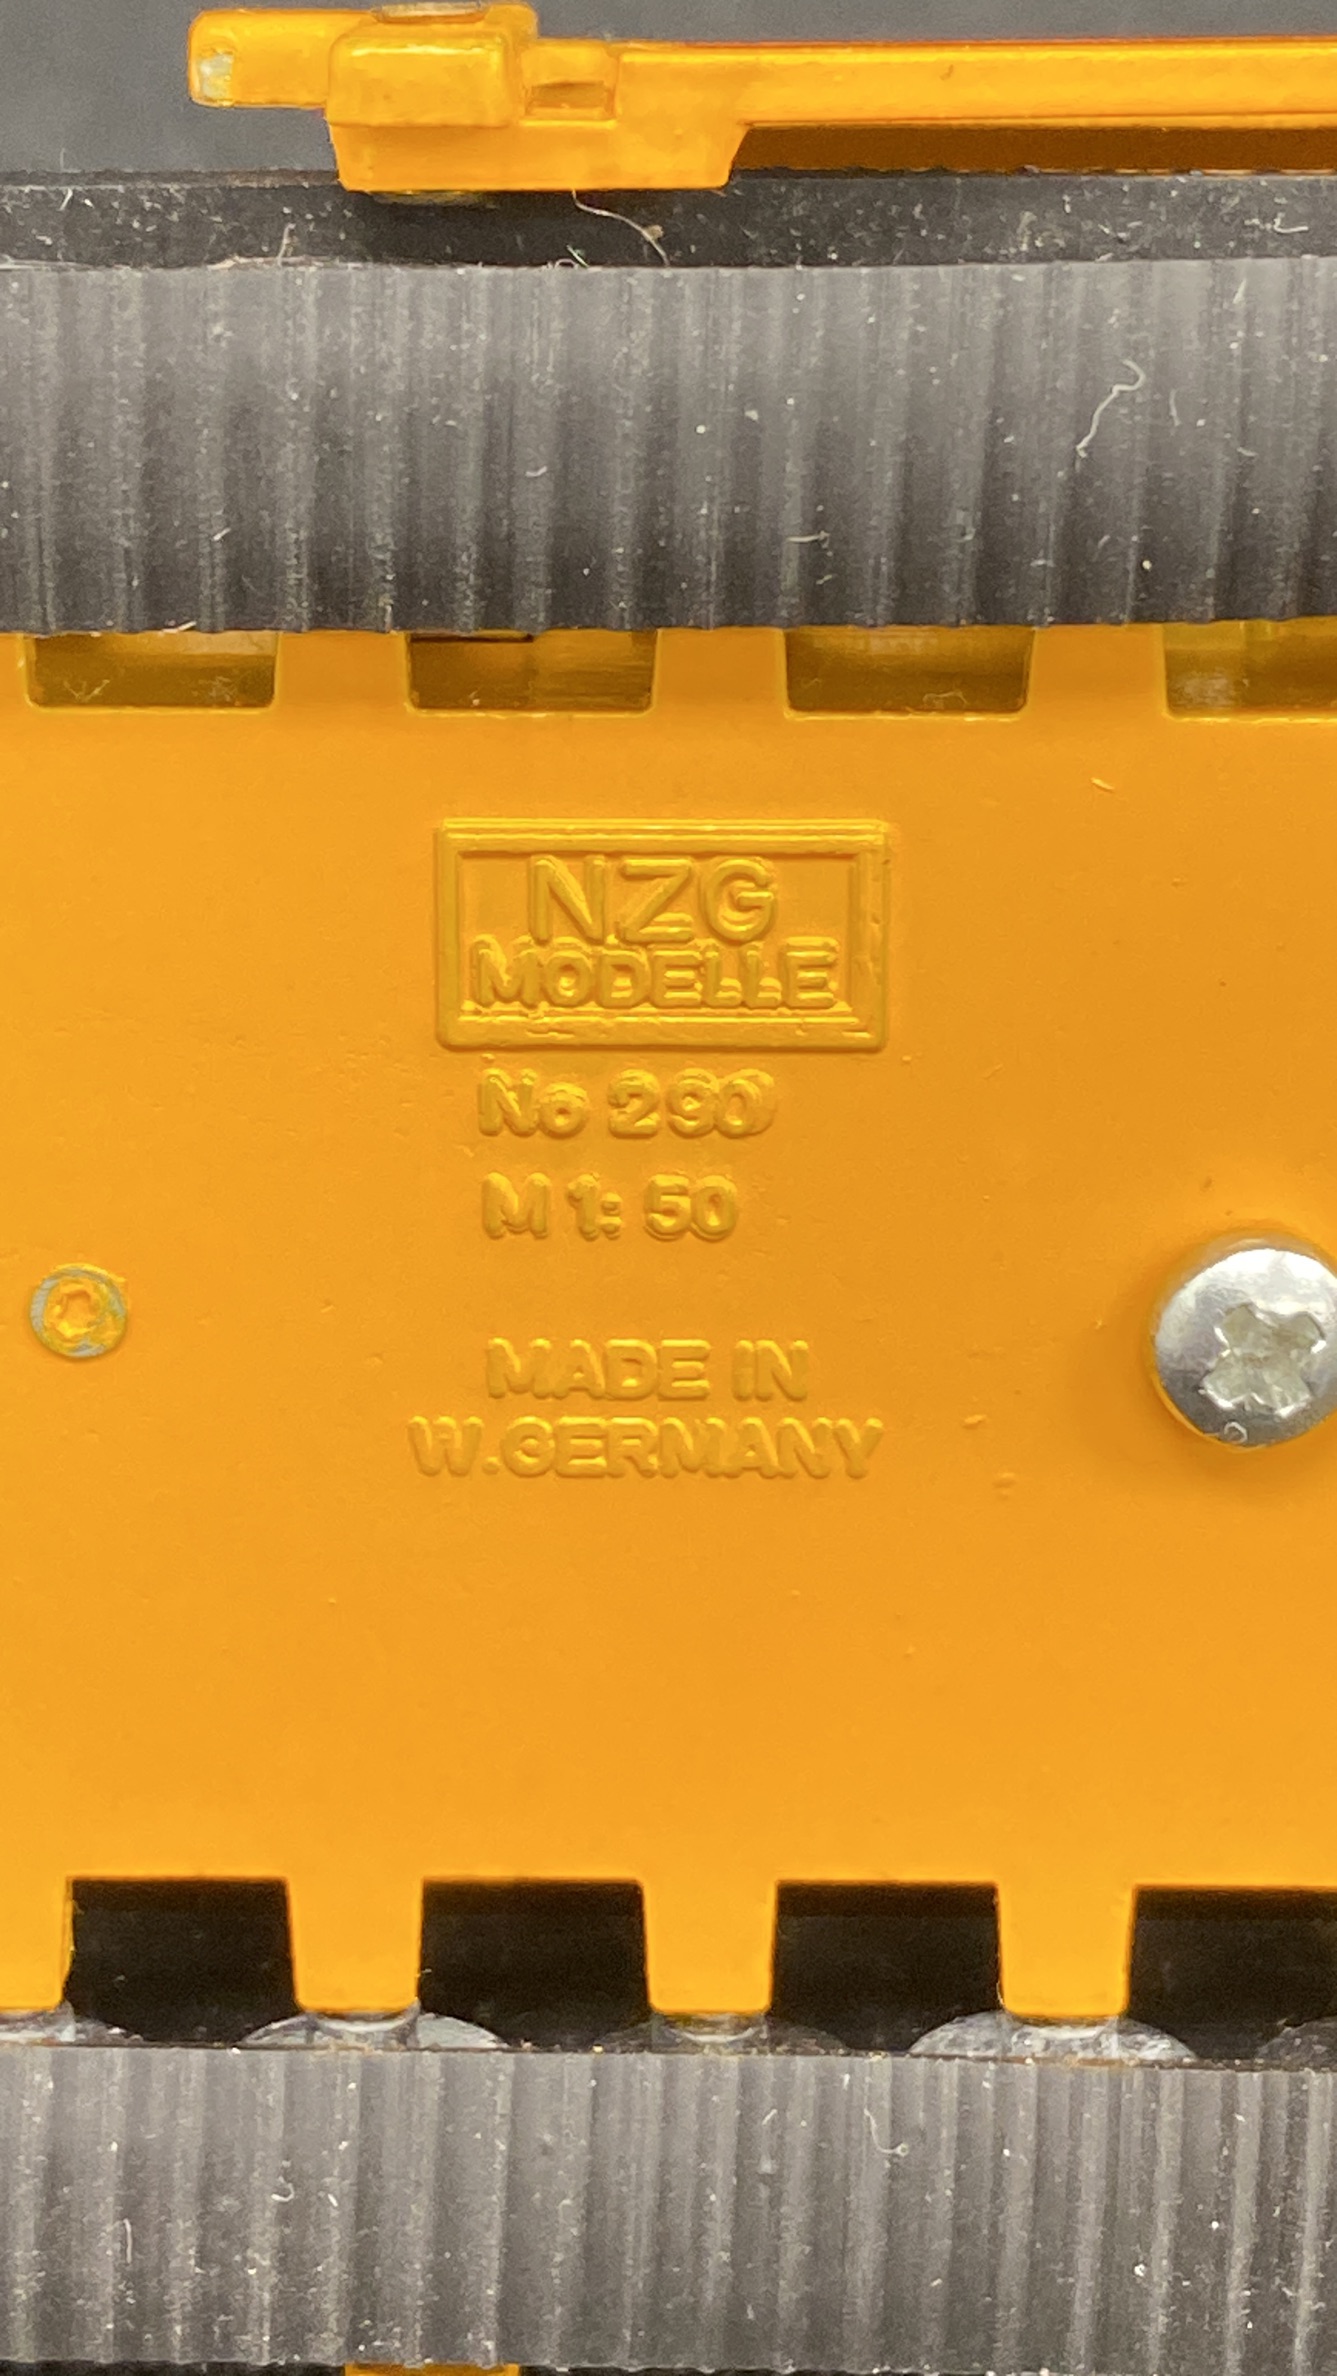 NZG
MODELLE
No 290
M 1: 50
MADE IN
W.GERMANY